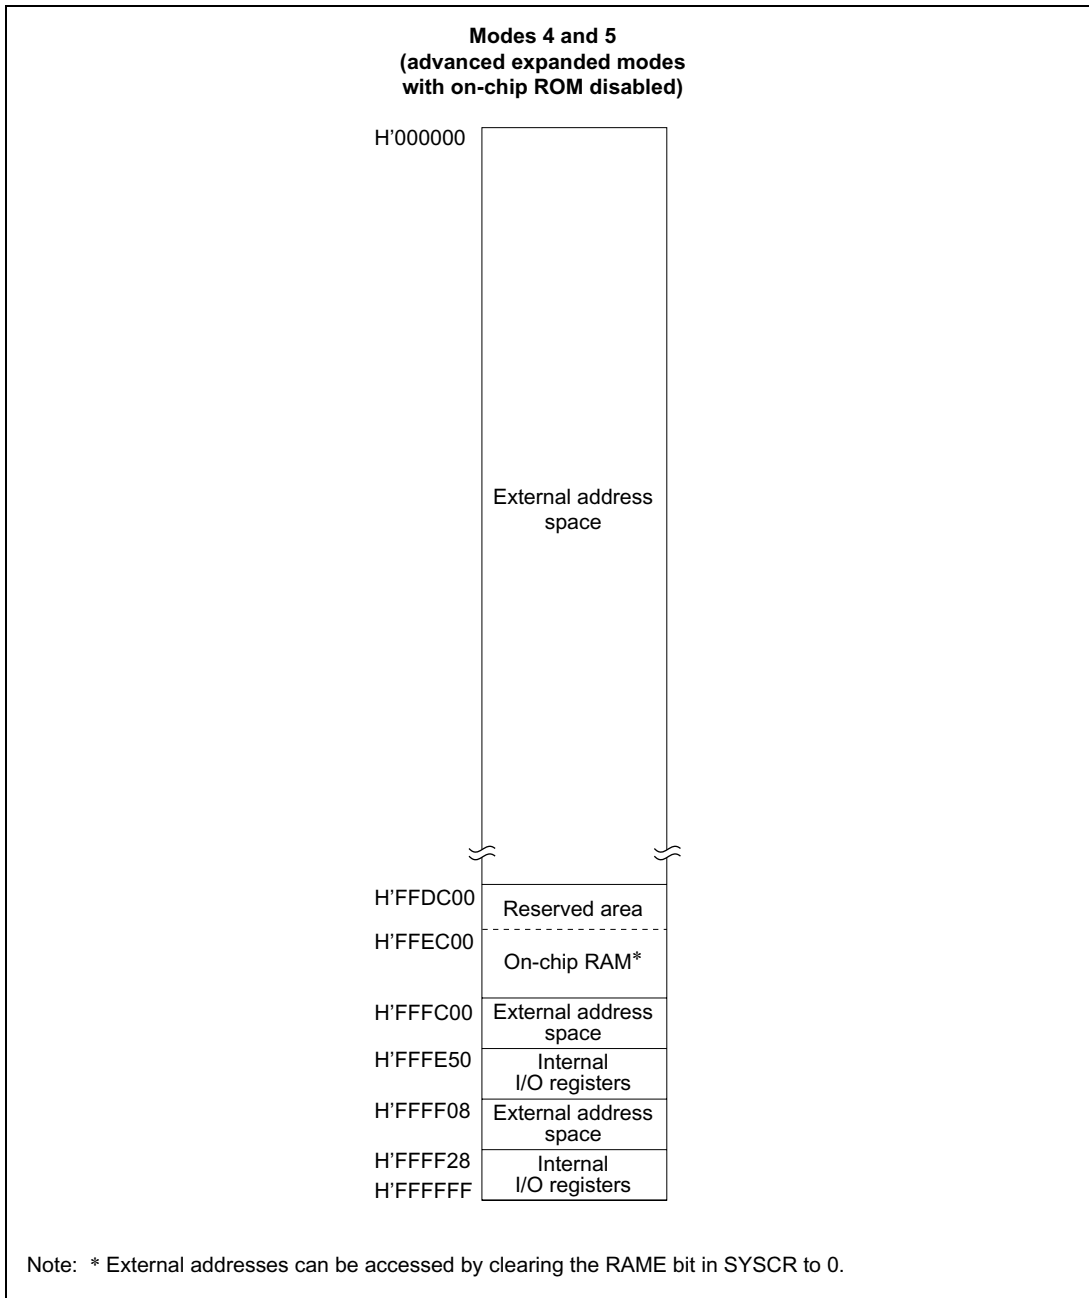 Modes 4 and 5
(advanced expanded modes
with on-chip ROM disabled)
H'000000
External address
space
H'FFDC00
Reserved area
H'FFEC00
On-chip RAM*
H'FFFC00
External address
space
H'FFFE50
Internal
I/O registers
H'FFFF08
External address
space
H'FFFF28
Internal
I/O registers
H'FFFFFF
Note: * External addresses can be accessed by clearing the RAME bit in SYSCR to 0.